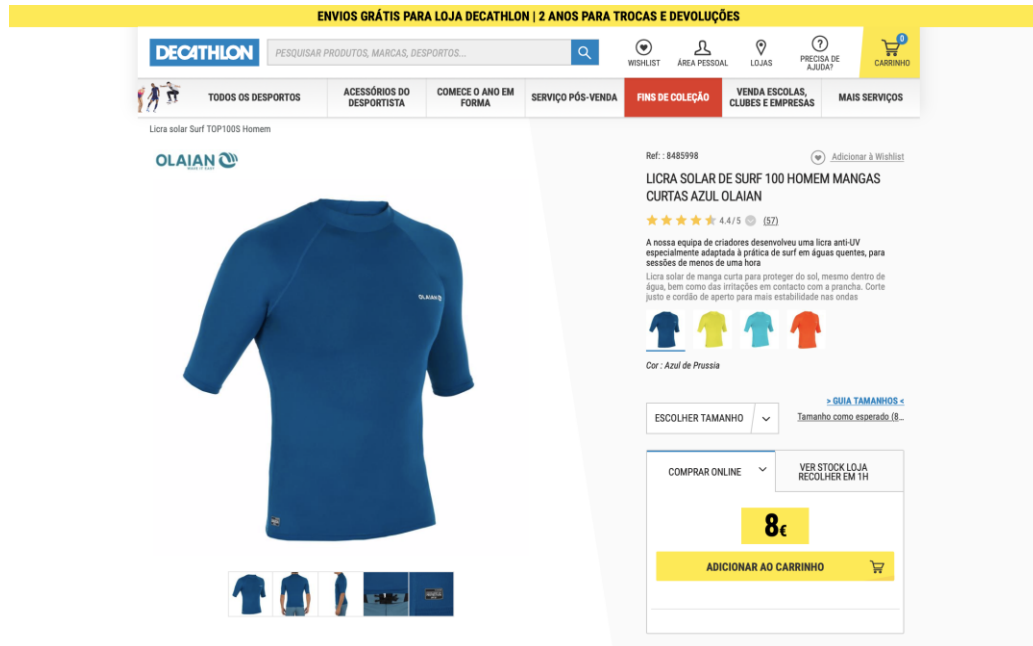 ENVIOS GRÁTIS PARA LOJA DECATHLON | 2 ANOS PARA TROCAS E DEVOLUÇÕES
DECATHLON
PESQUISAR PRODUTOS, MARCAS, DESPORTOS...
WISHLIST
ÁREA PESSOAL
LOJAS
PRECISA DE
AJUDA?
0
CARRINHO
TODOS OS DESPORTOS
ACESSÓRIOS DO
DESPORTISTA
COMECE O ANO EM
FORMA
SERVIÇO PÓS-VENDA
FINS DE COLEÇÃO
VENDA ESCOLAS,
CLUBES E EMPRESAS
MAIS SERVIÇOS
Licra solar Surf TOP100S Homem
OLAIAN
MAKE IT EASY
OLAIAN
Ref: : 8485998
Adicionar à Wishlist
LICRA SOLAR DE SURF 100 HOMEM MANGAS
CURTAS AZUL OLAIAN
4.4/5
(57)
A nossa equipa de criadores desenvolveu uma licra anti-UV
especialmente adaptada à prática de surf em águas quentes, para
sessões de menos de uma hora
Licra solar de manga curta para proteger do sol, mesmo dentro de
água, bem como das irritações em contacto com a prancha. Corte
justo e cordão de aperto para mais estabilidade nas ondas
Cor : Azul de Prussia
> GUIA TAMANHOS <
ESCOLHER TAMANHO
Tamanho como esperado (8...
COMPRAR ONLINE
VER STOCK LOJA
RECOLHER EM 1H
8€
ADICIONAR AO CARRINHO